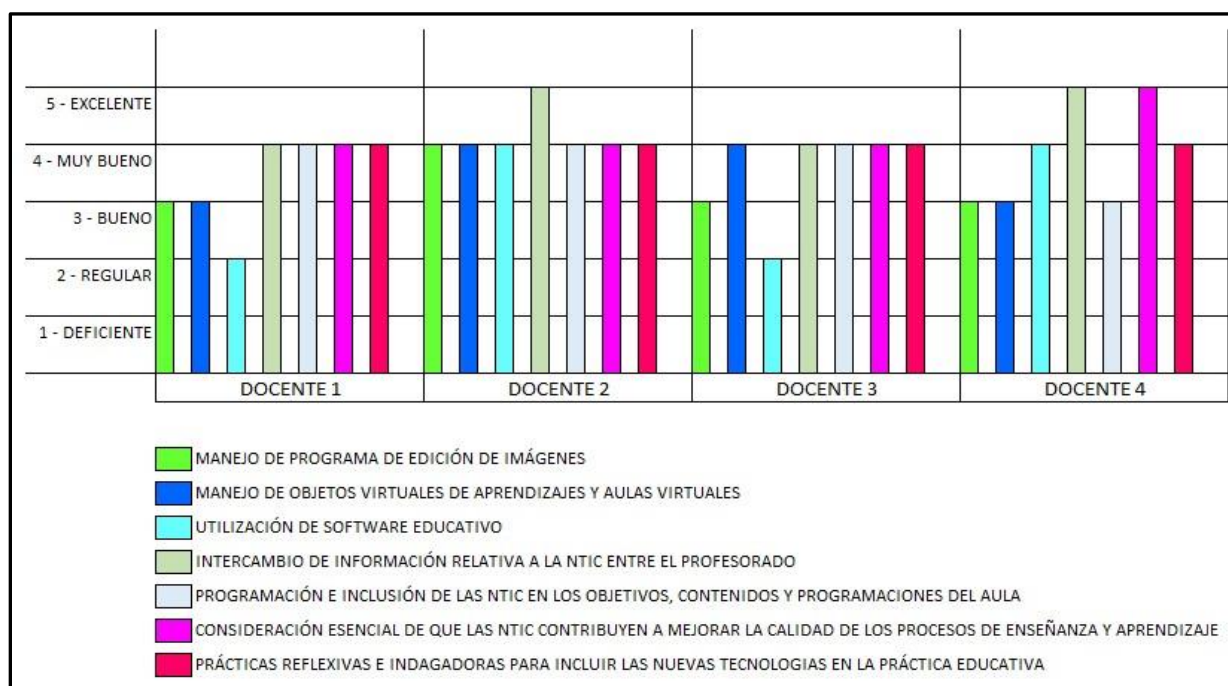 5 - EXCELENTE
4 - MUY BUENO
3 - BUENO
2 - REGULAR
1 - DEFICIENTE
DOCENTE 1 DOCENTE 2 DOCENTE 3 DOCENTE 4
MANEJO DE PROGRAMA DE EDICIÓN DE IMÁGENES
MANEJO DE OBJETOS VIRTUALES DE APRENDIZAJES Y AULAS VIRTUALES
UTILIZACIÓN DE SOFTWARE EDUCATIVO
INTERCAMBIO DE INFORMACIÓN RELATIVA A LA NTIC ENTRE EL PROFESORADO
PROGRAMACIÓN E INCLUSIÓN DE LAS NTIC EN LOS OBJETIVOS, CONTENIDOS Y PROGRAMACIONES DEL AULA
CONSIDERACIÓN ESENCIAL DE QUE LAS NTIC CONTRIBUYEN A MEJORAR LA CALIDAD DE LOS PROCESOS DE ENSEÑANZA Y APRENDIZAJE
PRÁCTICAS REFLEXIVAS E INDAGADORAS PARA INCLUIR LAS NUEVAS TECNOLOGIAS EN LA PRÁCTICA EDUCATIVA